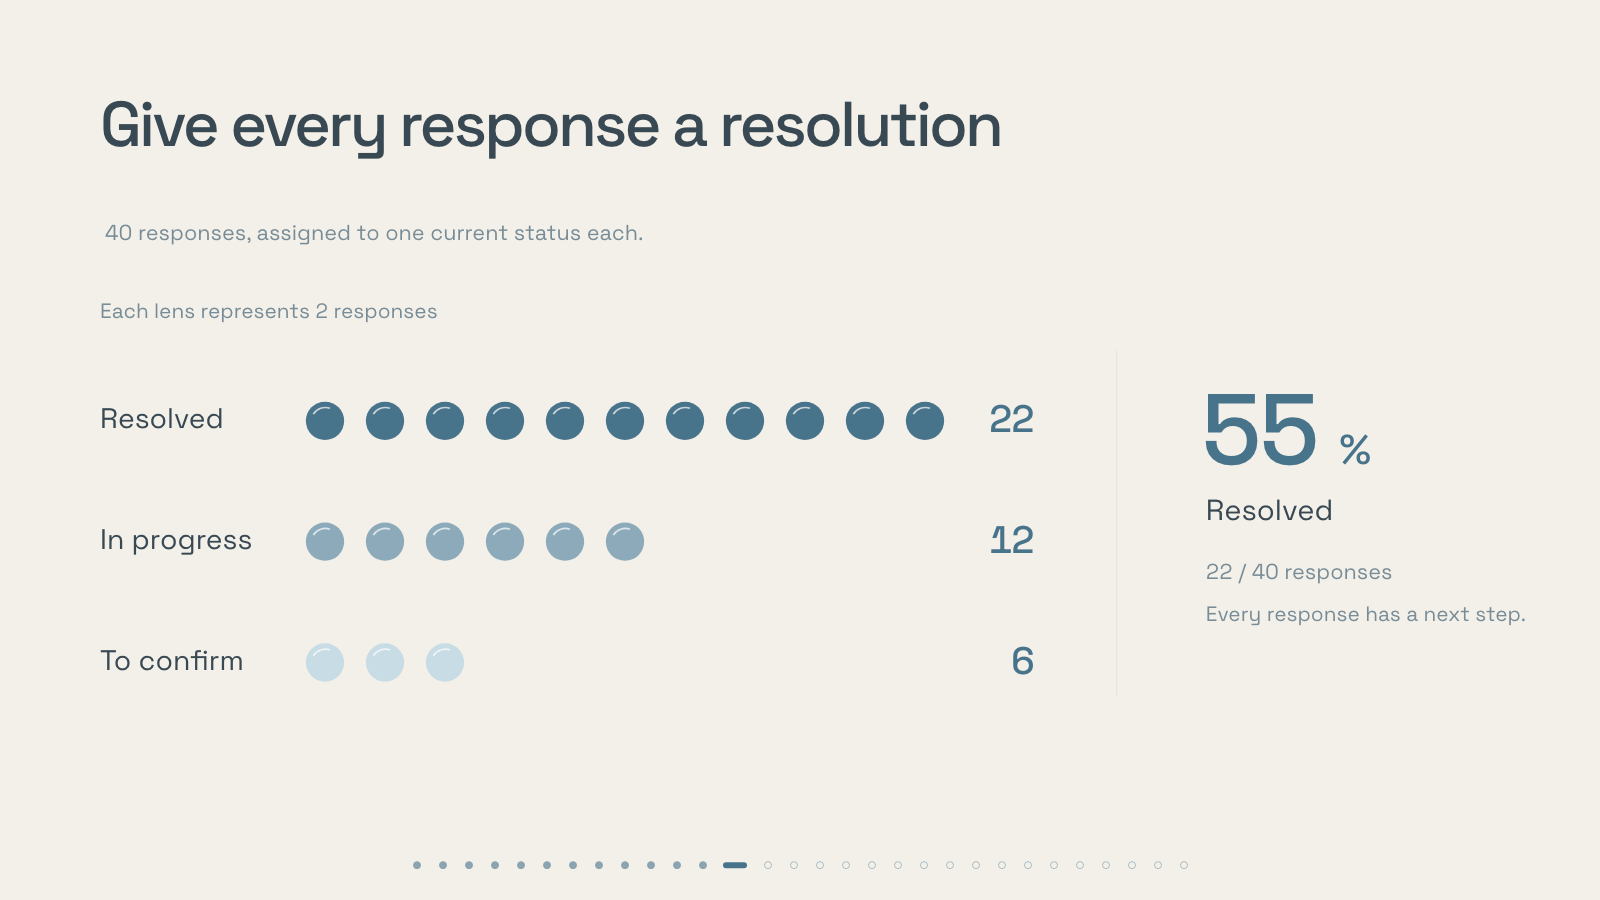 Give every response a resolution
40 responses, assigned to one current status each.
Each lens represents 2 responses
Resolved 22
In progress 12
To confirm 6
55 %
Resolved
22 / 40 responses
Every response has a next step.